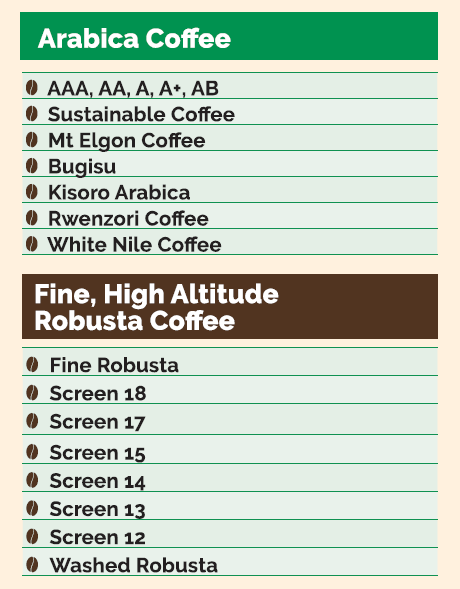 Arabica Coffee
AAA, AA, A, A+, AB
Sustainable Coffee
Mt Elgon Coffee
Bugisu
Kisoro Arabica
Rwenzori Coffee
White Nile Coffee
Fine, High Altitude
Robusta Coffee
Fine Robusta
Screen 18
Screen 17
Screen 15
Screen 14
Screen 13
Screen 12
Washed Robusta